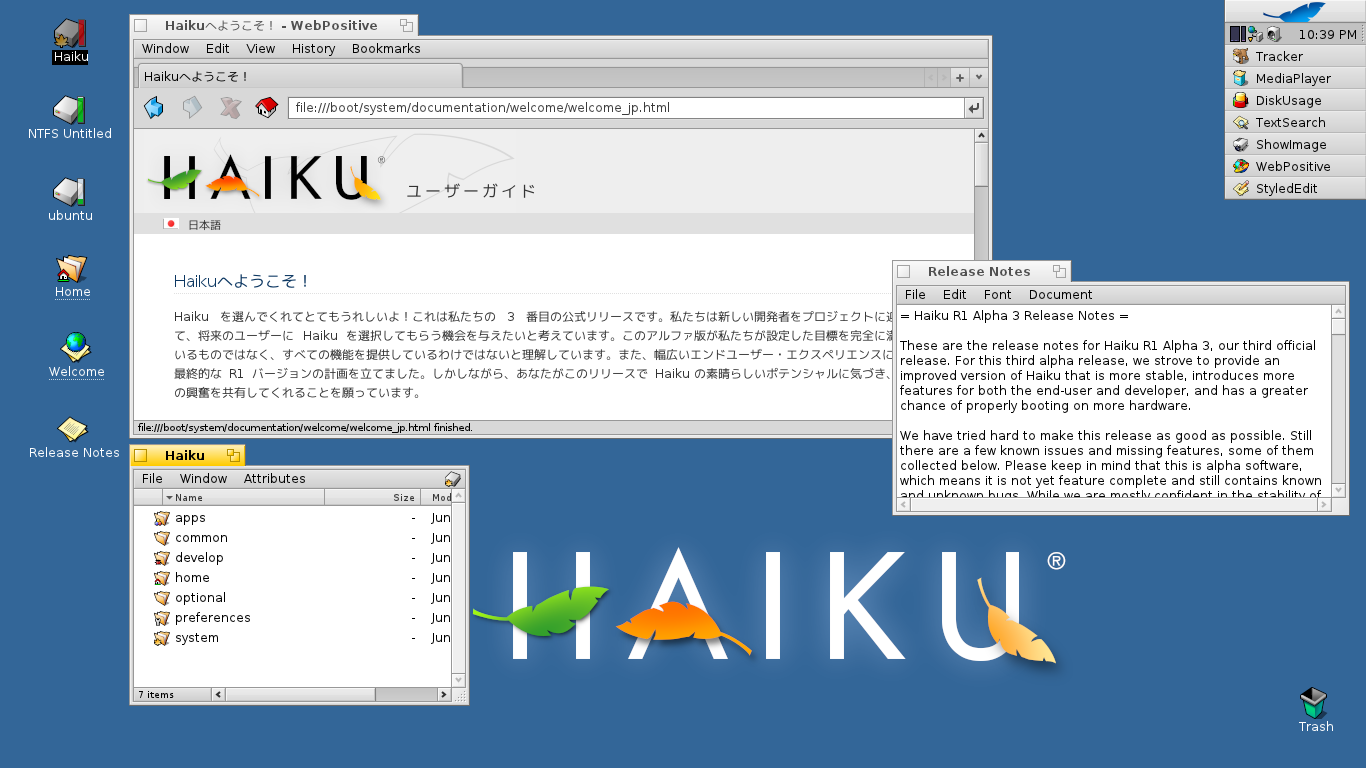 Haiku
NTFS Untitled
ubuntu
Home
Welcome
Release Notes
Haikuへようこそ！ - WebPositive
Window Edit View History Bookmarks
Haikuへようこそ！
file:///boot/system/documentation/welcome/welcome_jp.html
HAIKU® ユーザーガイド
日本語
Haikuへようこそ！
Haiku を選んでくれてとてもうれしいよ！これは私たちの 3 番目の公式リリースです。私たちは新しい開発者をプロジェクトに
て、将来のユーザーに Haiku を選択してもらう機会を与えたいと考えています。このアルファ版が私たちが設定した目標を完全に
いるものではなく、すべての機能を提供しているわけではないと理解しています。また、幅広いエンドユーザー・エクスペリエンスに
最終的な R1 バージョンの計画を立てました。しかしながら、あなたがこのリリースで Haiku の素晴らしいポテンシャルに気づき、
の興奮を共有してくれることを願っています。
file:///boot/system/documentation/welcome/welcome_jp.html finished.
Haiku
File Window Attributes
Name Size Mod
apps - Jun
common - Jun
develop - Jun
home - Jun
optional - Jun
preferences - Jun
system - Jun
7 items
10:39 PM
Tracker
MediaPlayer
DiskUsage
TextSearch
ShowImage
WebPositive
StyledEdit
Release Notes
File Edit Font Document
= Haiku R1 Alpha 3 Release Notes =
These are the release notes for Haiku R1 Alpha 3, our third official
release. For this third alpha release, we strove to provide an
improved version of Haiku that is more stable, introduces more
features for both the end-user and developer, and has a greater
chance of properly booting on more hardware.
We have tried hard to make this release as good as possible. Still
there are a few known issues and missing features, some of them
collected below. Please keep in mind that this is alpha software,
which means it is not yet feature complete and still contains known
and unknown bugs. While we are mostly confident in the stability of
HAIKU®
Trash